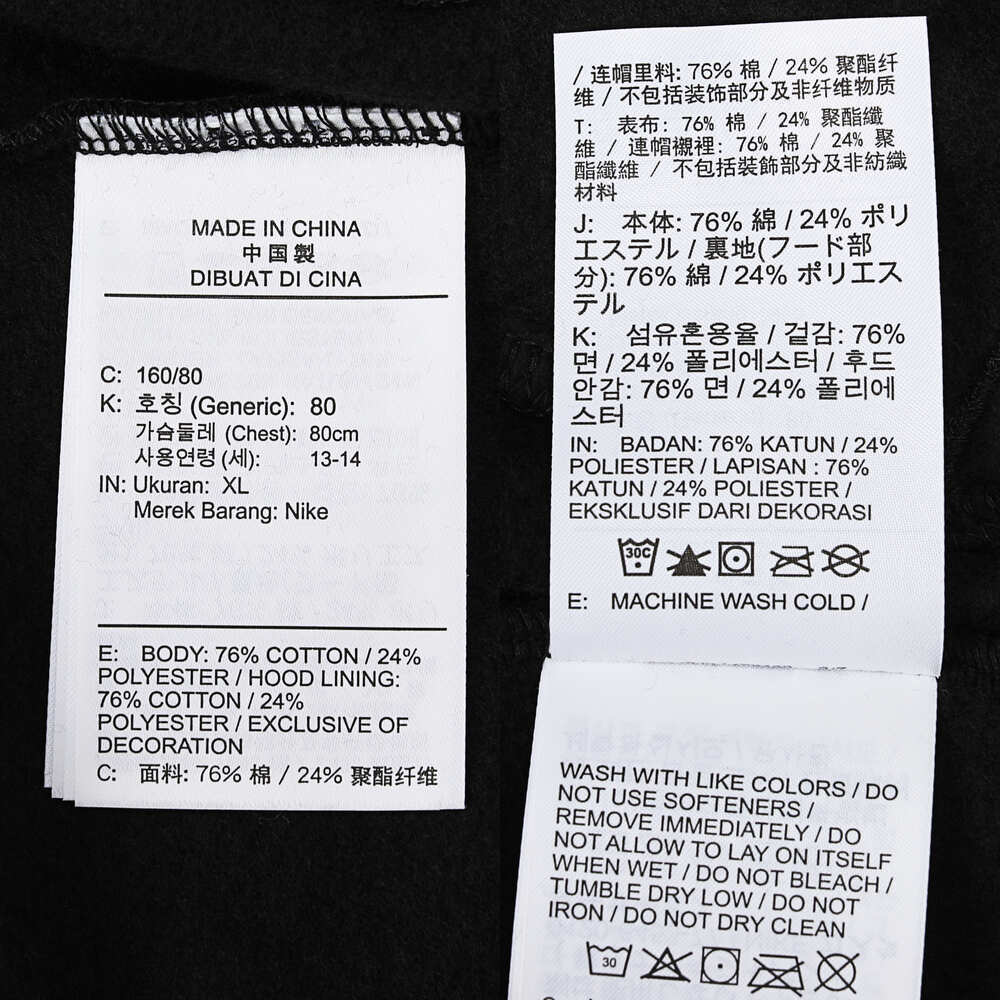 MADE IN CHINA
中国製
DIBUAT DI CINA
C: 160/80
K: 호칭 (Generic): 80
가슴둘레 (Chest): 80cm
사용연령 (세): 13-14
IN: Ukuran: XL
Merek Barang: Nike
E: BODY: 76% COTTON / 24%
POLYESTER / HOOD LINING:
76% COTTON / 24%
POLYESTER / EXCLUSIVE OF
DECORATION
C: 面料: 76% 棉 / 24% 聚酯纤维
/ 连帽里料: 76% 棉 / 24% 聚酯纤
维 / 不包括装饰部分及非纤维物质
T: 表布: 76% 棉 / 24% 聚酯纖
維 / 連帽襯裡: 76% 棉 / 24% 聚
酯纖維 / 不包括裝飾部分及非紡織
材料
J: 本体: 76% 綿 / 24% ポリ
エステル / 裏地(フード部
分): 76% 綿 / 24% ポリエス
テル
K: 섬유혼용율 / 겉감: 76%
면 / 24% 폴리에스터 / 후드
안감: 76% 면 / 24% 폴리에
스터
IN: BADAN: 76% KATUN / 24%
POLIESTER / LAPISAN : 76%
KATUN / 24% POLIESTER /
EKSKLUSIF DARI DEKORASI
30C
E: MACHINE WASH COLD /
WASH WITH LIKE COLORS / DO
NOT USE SOFTENERS /
REMOVE IMMEDIATELY / DO
NOT ALLOW TO LAY ON ITSELF
WHEN WET / DO NOT BLEACH /
TUMBLE DRY LOW / DO NOT
IRON / DO NOT DRY CLEAN
30